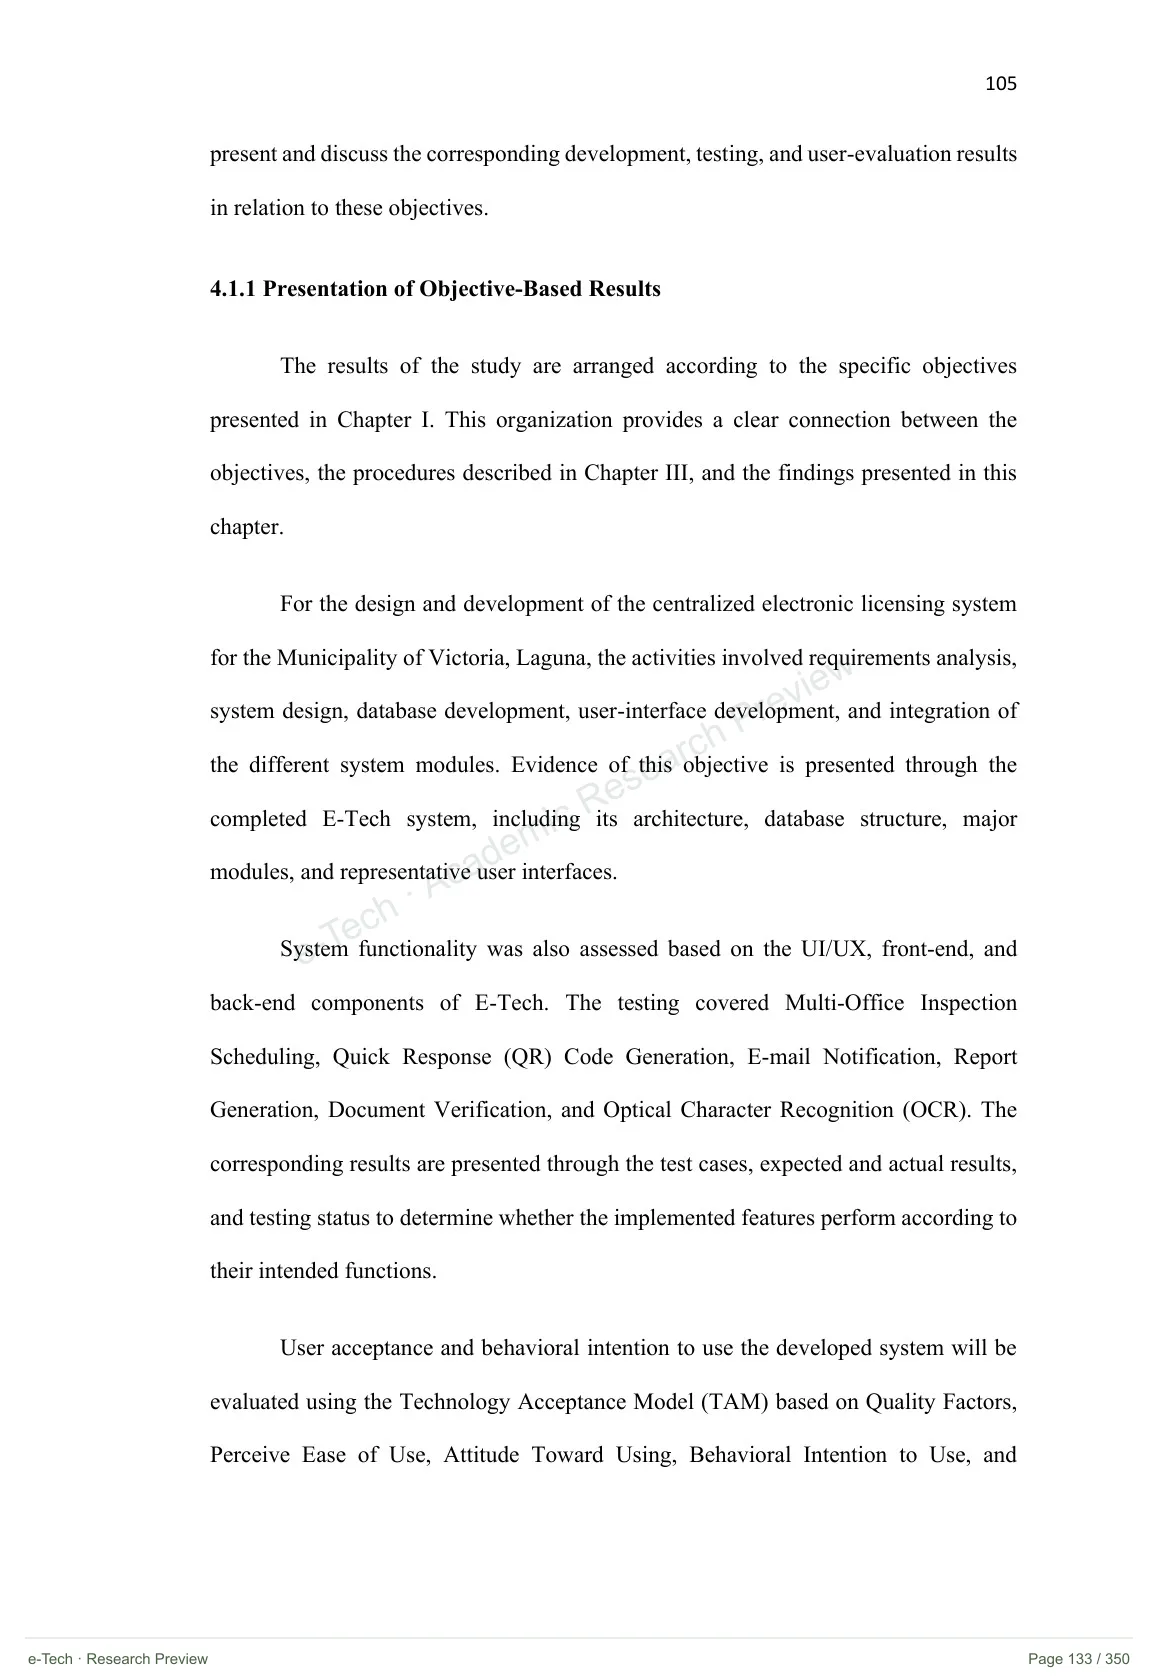 105
present and discuss the corresponding development, testing, and user-evaluation results
in relation to these objectives.
4.1.1 Presentation of Objective-Based Results
The results of the study are arranged according to the specific objectives
presented in Chapter I. This organization provides a clear connection between the
objectives, the procedures described in Chapter III, and the findings presented in this
chapter.
For the design and development of the centralized electronic licensing system
for the Municipality of Victoria, Laguna, the activities involved requirements analysis,
system design, database development, user-interface development, and integration of
the different system modules. Evidence of this objective is presented through the
completed E-Tech system, including its architecture, database structure, major
modules, and representative user interfaces.
System functionality was also assessed based on the UI/UX, front-end, and
back-end components of E-Tech. The testing covered Multi-Office Inspection
Scheduling, Quick Response (QR) Code Generation, E-mail Notification, Report
Generation, Document Verification, and Optical Character Recognition (OCR). The
corresponding results are presented through the test cases, expected and actual results,
and testing status to determine whether the implemented features perform according to
their intended functions.
User acceptance and behavioral intention to use the developed system will be
evaluated using the Technology Acceptance Model (TAM) based on Quality Factors,
Perceive Ease of Use, Attitude Toward Using, Behavioral Intention to Use, and
e-Tech · Academic Research Preview
e-Tech · Research Preview
Page 133 / 350